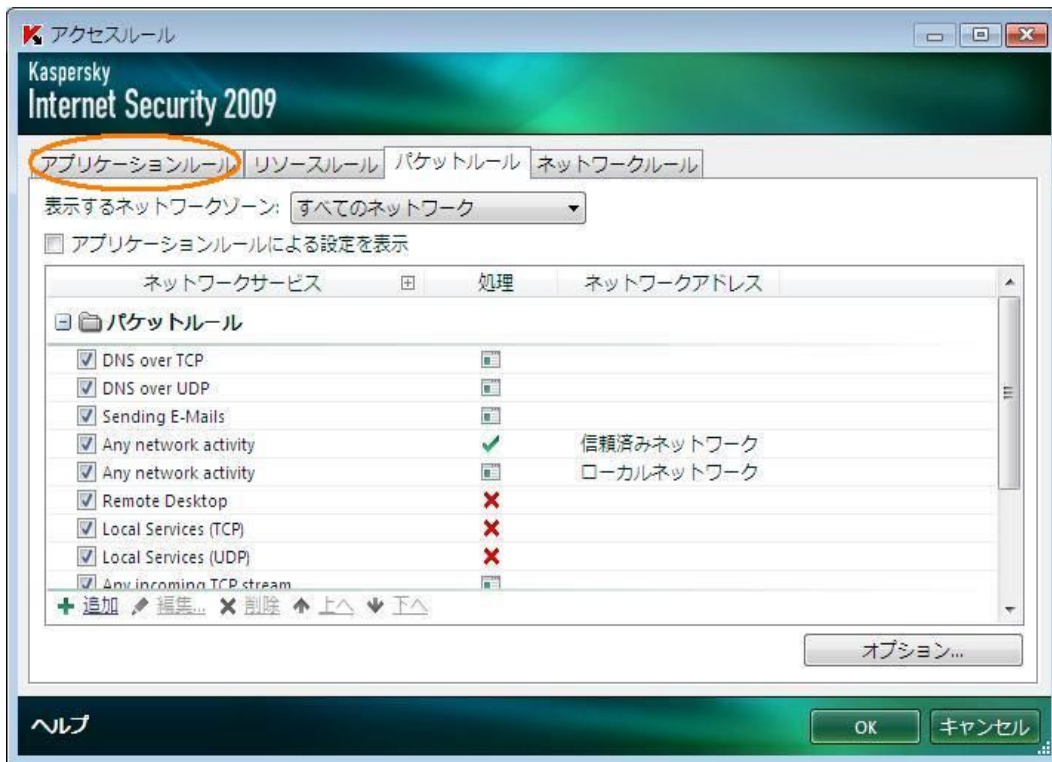 アクセスルール
Kaspersky
Internet Security 2009
アプリケーションルール リソースルール パケットルール ネットワークルール
表示するネットワークゾーン: すべてのネットワーク
アプリケーションルールによる設定を表示
ネットワークサービス 処理 ネットワークアドレス
パケットルール
DNS over TCP
DNS over UDP
Sending E-Mails
Any network activity 信頼済みネットワーク
Any network activity ローカルネットワーク
Remote Desktop
Local Services (TCP)
Local Services (UDP)
Any incoming TCP stream
追加 編集... 削除 上へ 下へ
オプション...
ヘルプ OK キャンセル